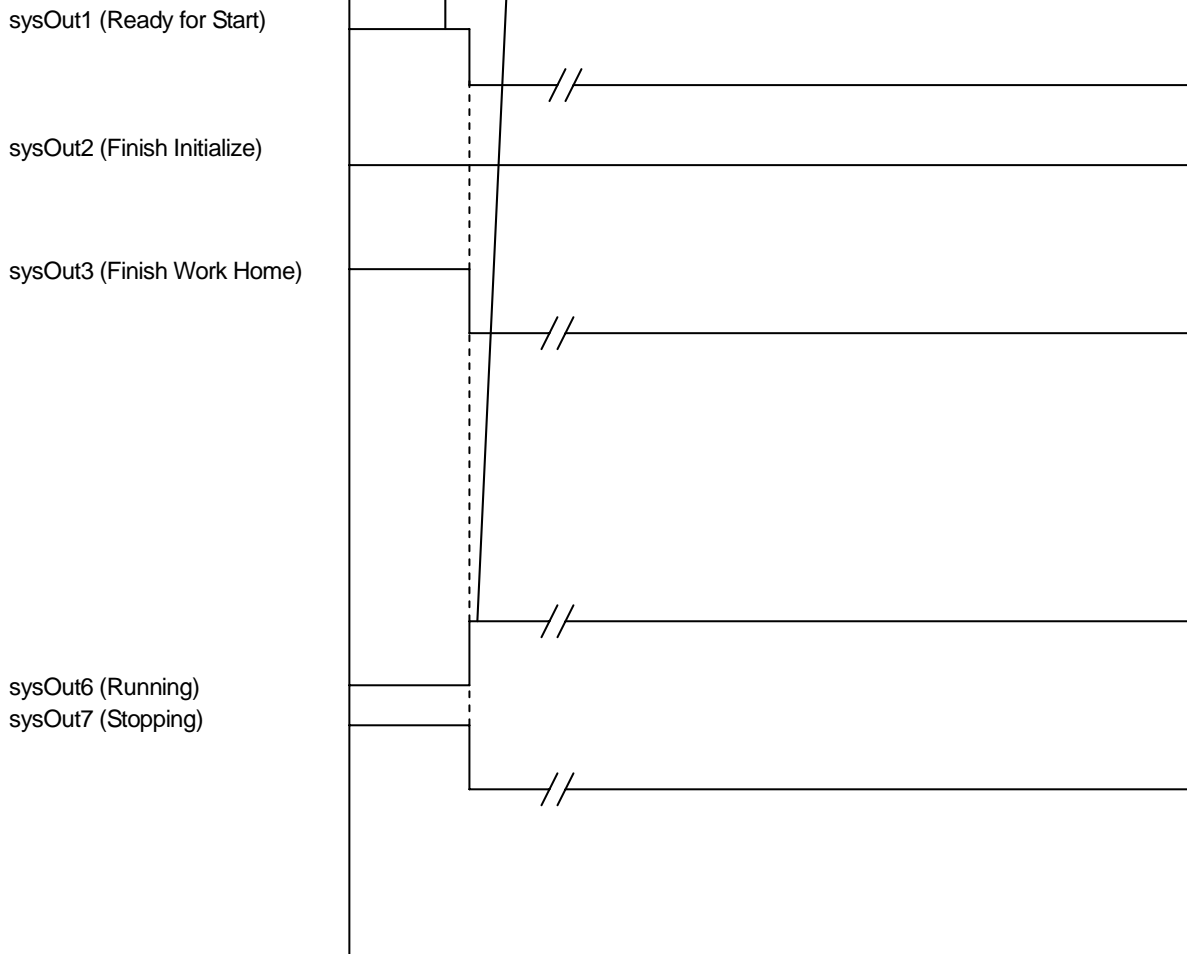 sysOut1 (Ready for Start)
sysOut2 (Finish Initialize)
sysOut3 (Finish Work Home)
sysOut6 (Running)
sysOut7 (Stopping)